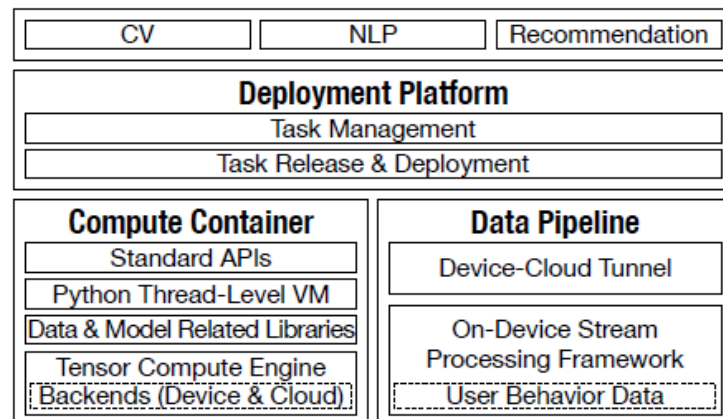 CV
NLP
Recommendation
Deployment Platform
Task Management
Task Release & Deployment
Compute Container
Standard APIs
Python Thread-Level VM
Data & Model Related Libraries
Tensor Compute Engine
Backends (Device & Cloud)
Data Pipeline
Device-Cloud Tunnel
On-Device Stream
Processing Framework
User Behavior Data